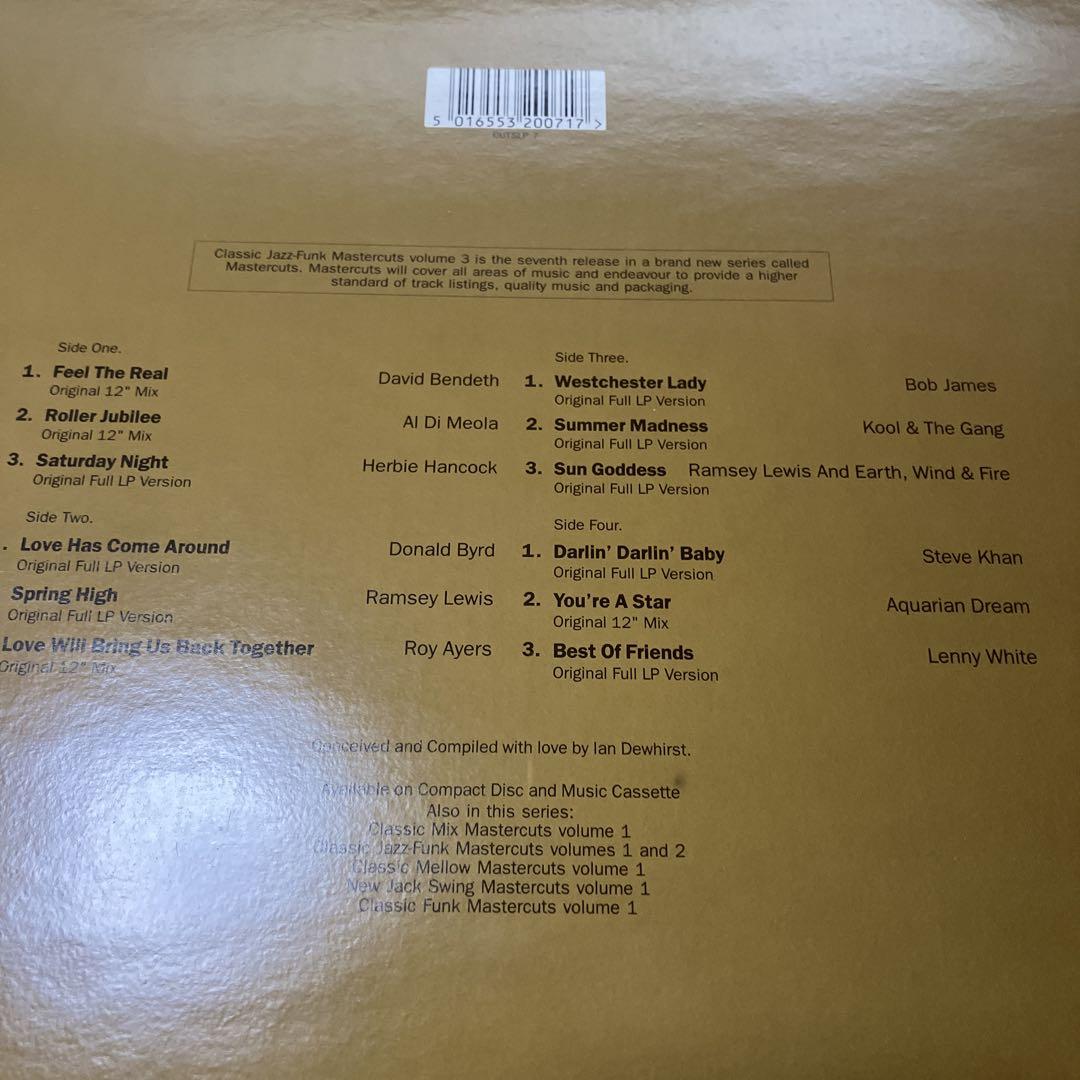 5 016553 200717 >
CUTSLP 7
Classic Jazz-Funk Mastercuts volume 3 is the seventh release in a brand new series called
Mastercuts. Mastercuts will cover all areas of music and endeavour to provide a higher
standard of track listings, quality music and packaging.
Side One.
1. Feel The Real David Bendeth
Original 12" Mix
2. Roller Jubilee Al Di Meola
Original 12" Mix
3. Saturday Night Herbie Hancock
Original Full LP Version
Side Two.
. Love Has Come Around Donald Byrd
Original Full LP Version
Spring High Ramsey Lewis
Original Full LP Version
Love Will Bring Us Back Together Roy Ayers
Original 12" Mix
Side Three.
1. Westchester Lady Bob James
Original Full LP Version
2. Summer Madness Kool & The Gang
Original Full LP Version
3. Sun Goddess Ramsey Lewis And Earth, Wind & Fire
Original Full LP Version
Side Four.
1. Darlin' Darlin' Baby Steve Khan
Original Full LP Version
2. You're A Star Aquarian Dream
Original 12" Mix
3. Best Of Friends Lenny White
Original Full LP Version
Conceived and Compiled with love by Ian Dewhirst.
Available on Compact Disc and Music Cassette
Also in this series:
Classic Mix Mastercuts volume 1
Classic Jazz-Funk Mastercuts volumes 1 and 2
Classic Mellow Mastercuts volume 1
New Jack Swing Mastercuts volume 1
Classic Funk Mastercuts volume 1